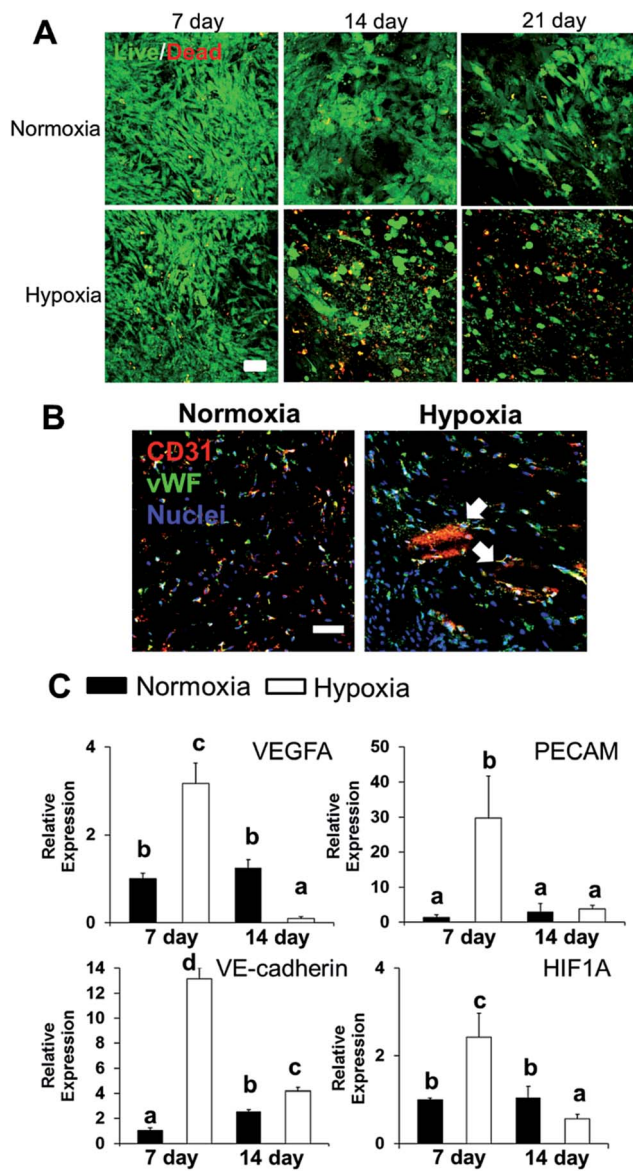 A
7 day 14 day 21 day
Live/Dead
Normoxia
Hypoxia
B
Normoxia Hypoxia
CD31
vWF
Nuclei
C Normoxia Hypoxia
VEGFA
Relative Expression
4
2
0
b c b a
7 day 14 day
PECAM
Relative Expression
50
40
30
20
10
0
a b a a
7 day 14 day
VE-cadherin
Relative Expression
14
12
10
8
6
4
2
0
a d b c
7 day 14 day
HIF1A
Relative Expression
4
2
0
b c b a
7 day 14 day